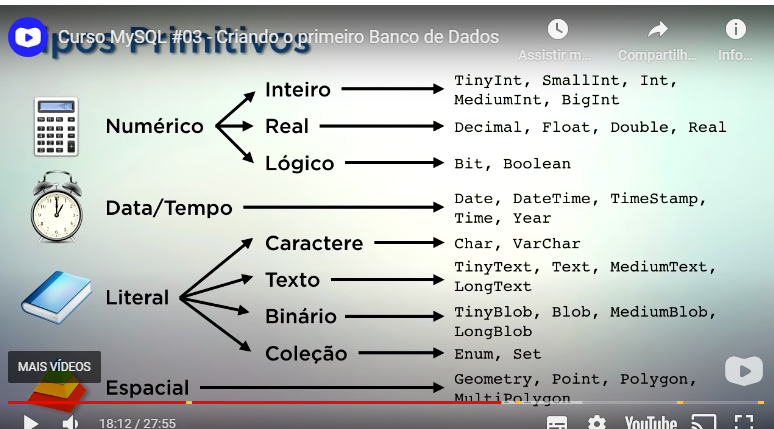 Tipos Primitivos
Curso MySQL #03 - Criando o primeiro Banco de Dados
Assistir m...
Compartilh...
Info...
Numérico
Inteiro
TinyInt, SmallInt, Int,
MediumInt, BigInt
Real
Decimal, Float, Double, Real
Lógico
Bit, Boolean
Data/Tempo
Date, DateTime, TimeStamp,
Time, Year
Literal
Caractere
Char, VarChar
Texto
TinyText, Text, MediumText,
LongText
Binário
TinyBlob, Blob, MediumBlob,
LongBlob
Coleção
Enum, Set
MAIS VÍDEOS
Espacial
Geometry, Point, Polygon,
MultiPolygon
18:12 / 27:55
YouTube